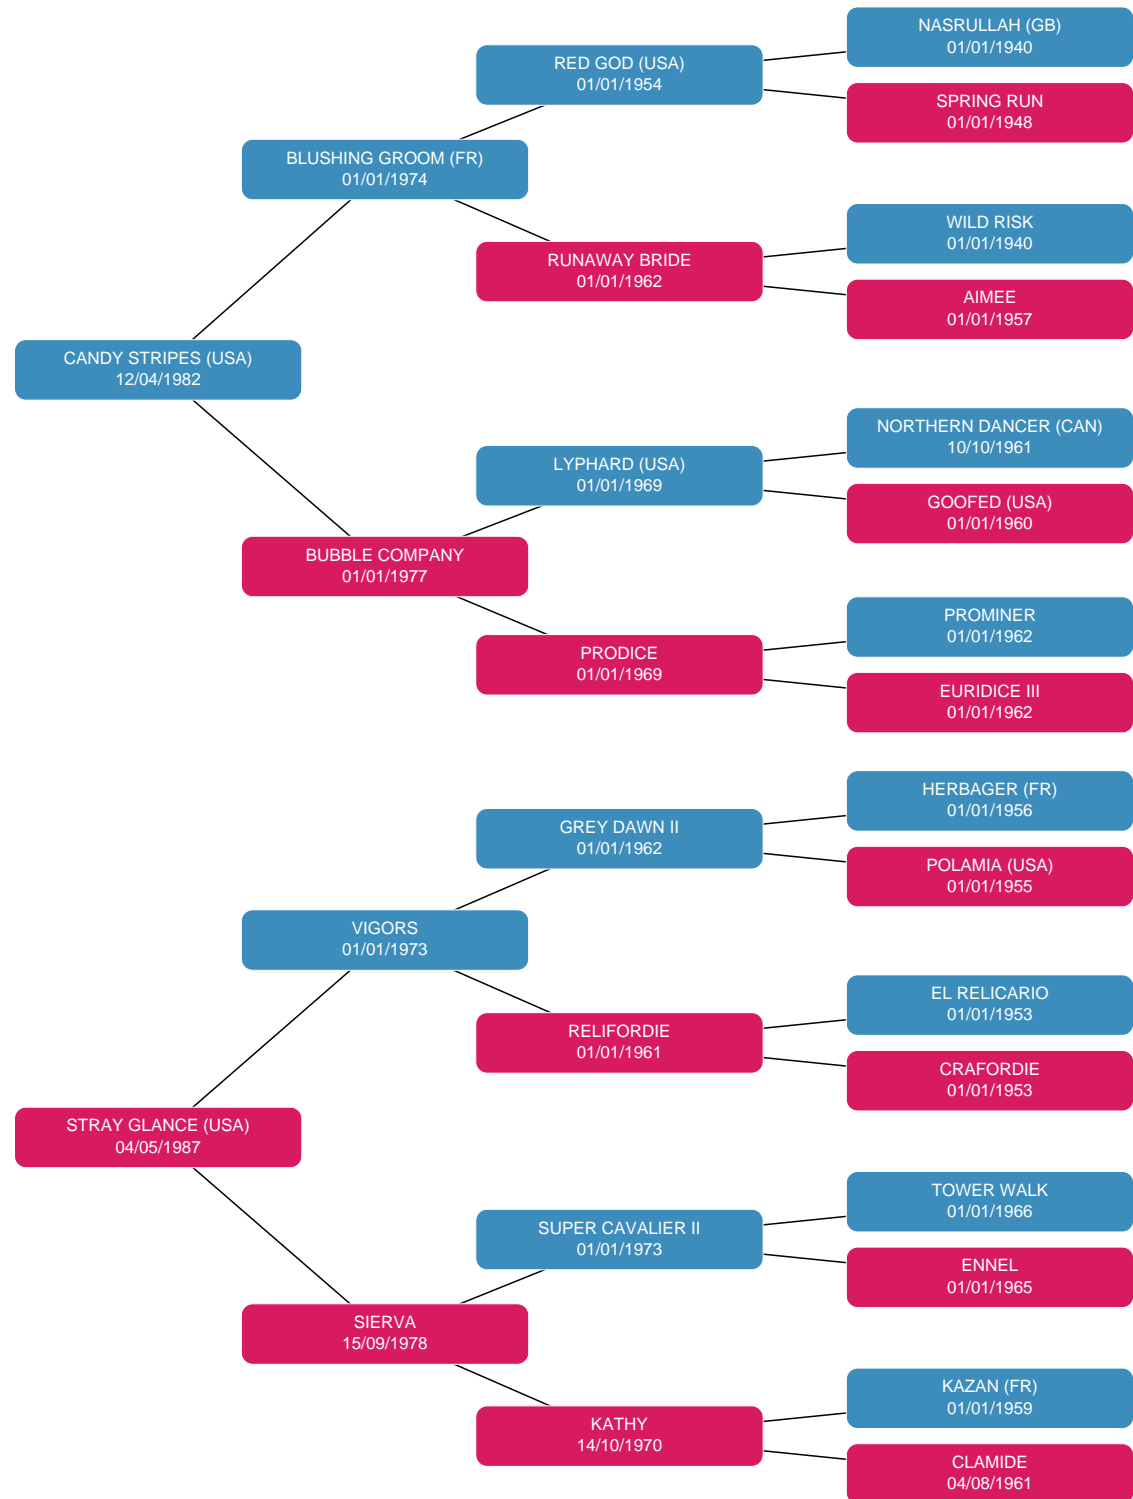 NASRULLAH (GB)
01/01/1940
RED GOD (USA)
01/01/1954
SPRING RUN
01/01/1948
BLUSHING GROOM (FR)
01/01/1974
WILD RISK
01/01/1940
RUNAWAY BRIDE
01/01/1962
AIMEE
01/01/1957
CANDY STRIPES (USA)
12/04/1982
NORTHERN DANCER (CAN)
10/10/1961
LYPHARD (USA)
01/01/1969
GOOFED (USA)
01/01/1960
BUBBLE COMPANY
01/01/1977
PROMINER
01/01/1962
PRODICE
01/01/1969
EURIDICE III
01/01/1962
HERBAGER (FR)
01/01/1956
GREY DAWN II
01/01/1962
POLAMIA (USA)
01/01/1955
VIGORS
01/01/1973
EL RELICARIO
01/01/1953
RELIFORDIE
01/01/1961
CRAFORDIE
01/01/1953
STRAY GLANCE (USA)
04/05/1987
TOWER WALK
01/01/1966
SUPER CAVALIER II
01/01/1973
ENNEL
01/01/1965
SIERVA
15/09/1978
KAZAN (FR)
01/01/1959
KATHY
14/10/1970
CLAMIDE
04/08/1961